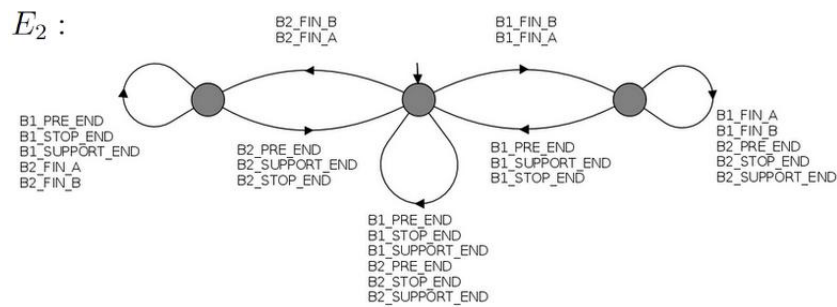 E₂ :
B2_FIN_B
B2_FIN_A
B1_FIN_B
B1_FIN_A
B1_PRE_END
B1_STOP_END
B1_SUPPORT_END
B2_FIN_A
B2_FIN_B
B2_PRE_END
B2_SUPPORT_END
B2_STOP_END
B1_PRE_END
B1_SUPPORT_END
B1_STOP_END
B1_FIN_A
B1_FIN_B
B2_PRE_END
B2_STOP_END
B2_SUPPORT_END
B1_PRE_END
B1_STOP_END
B1_SUPPORT_END
B2_PRE_END
B2_STOP_END
B2_SUPPORT_END